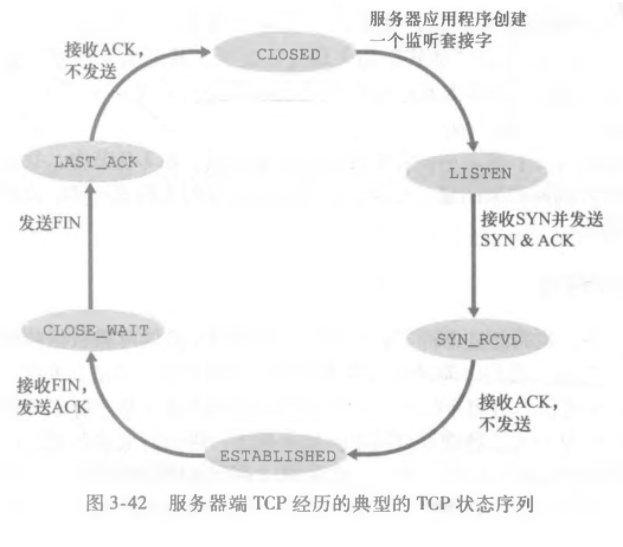 服务器应用程序创建
一个监听套接字
接收ACK,
不发送
CLOSED
LAST_ACK
LISTEN
发送FIN
接收SYN并发送
SYN & ACK
CLOSE_WAIT
SYN_RCVD
接收FIN,
发送ACK
接收ACK,
不发送
ESTABLISHED
图 3-42 服务器端 TCP 经历的典型的 TCP 状态序列